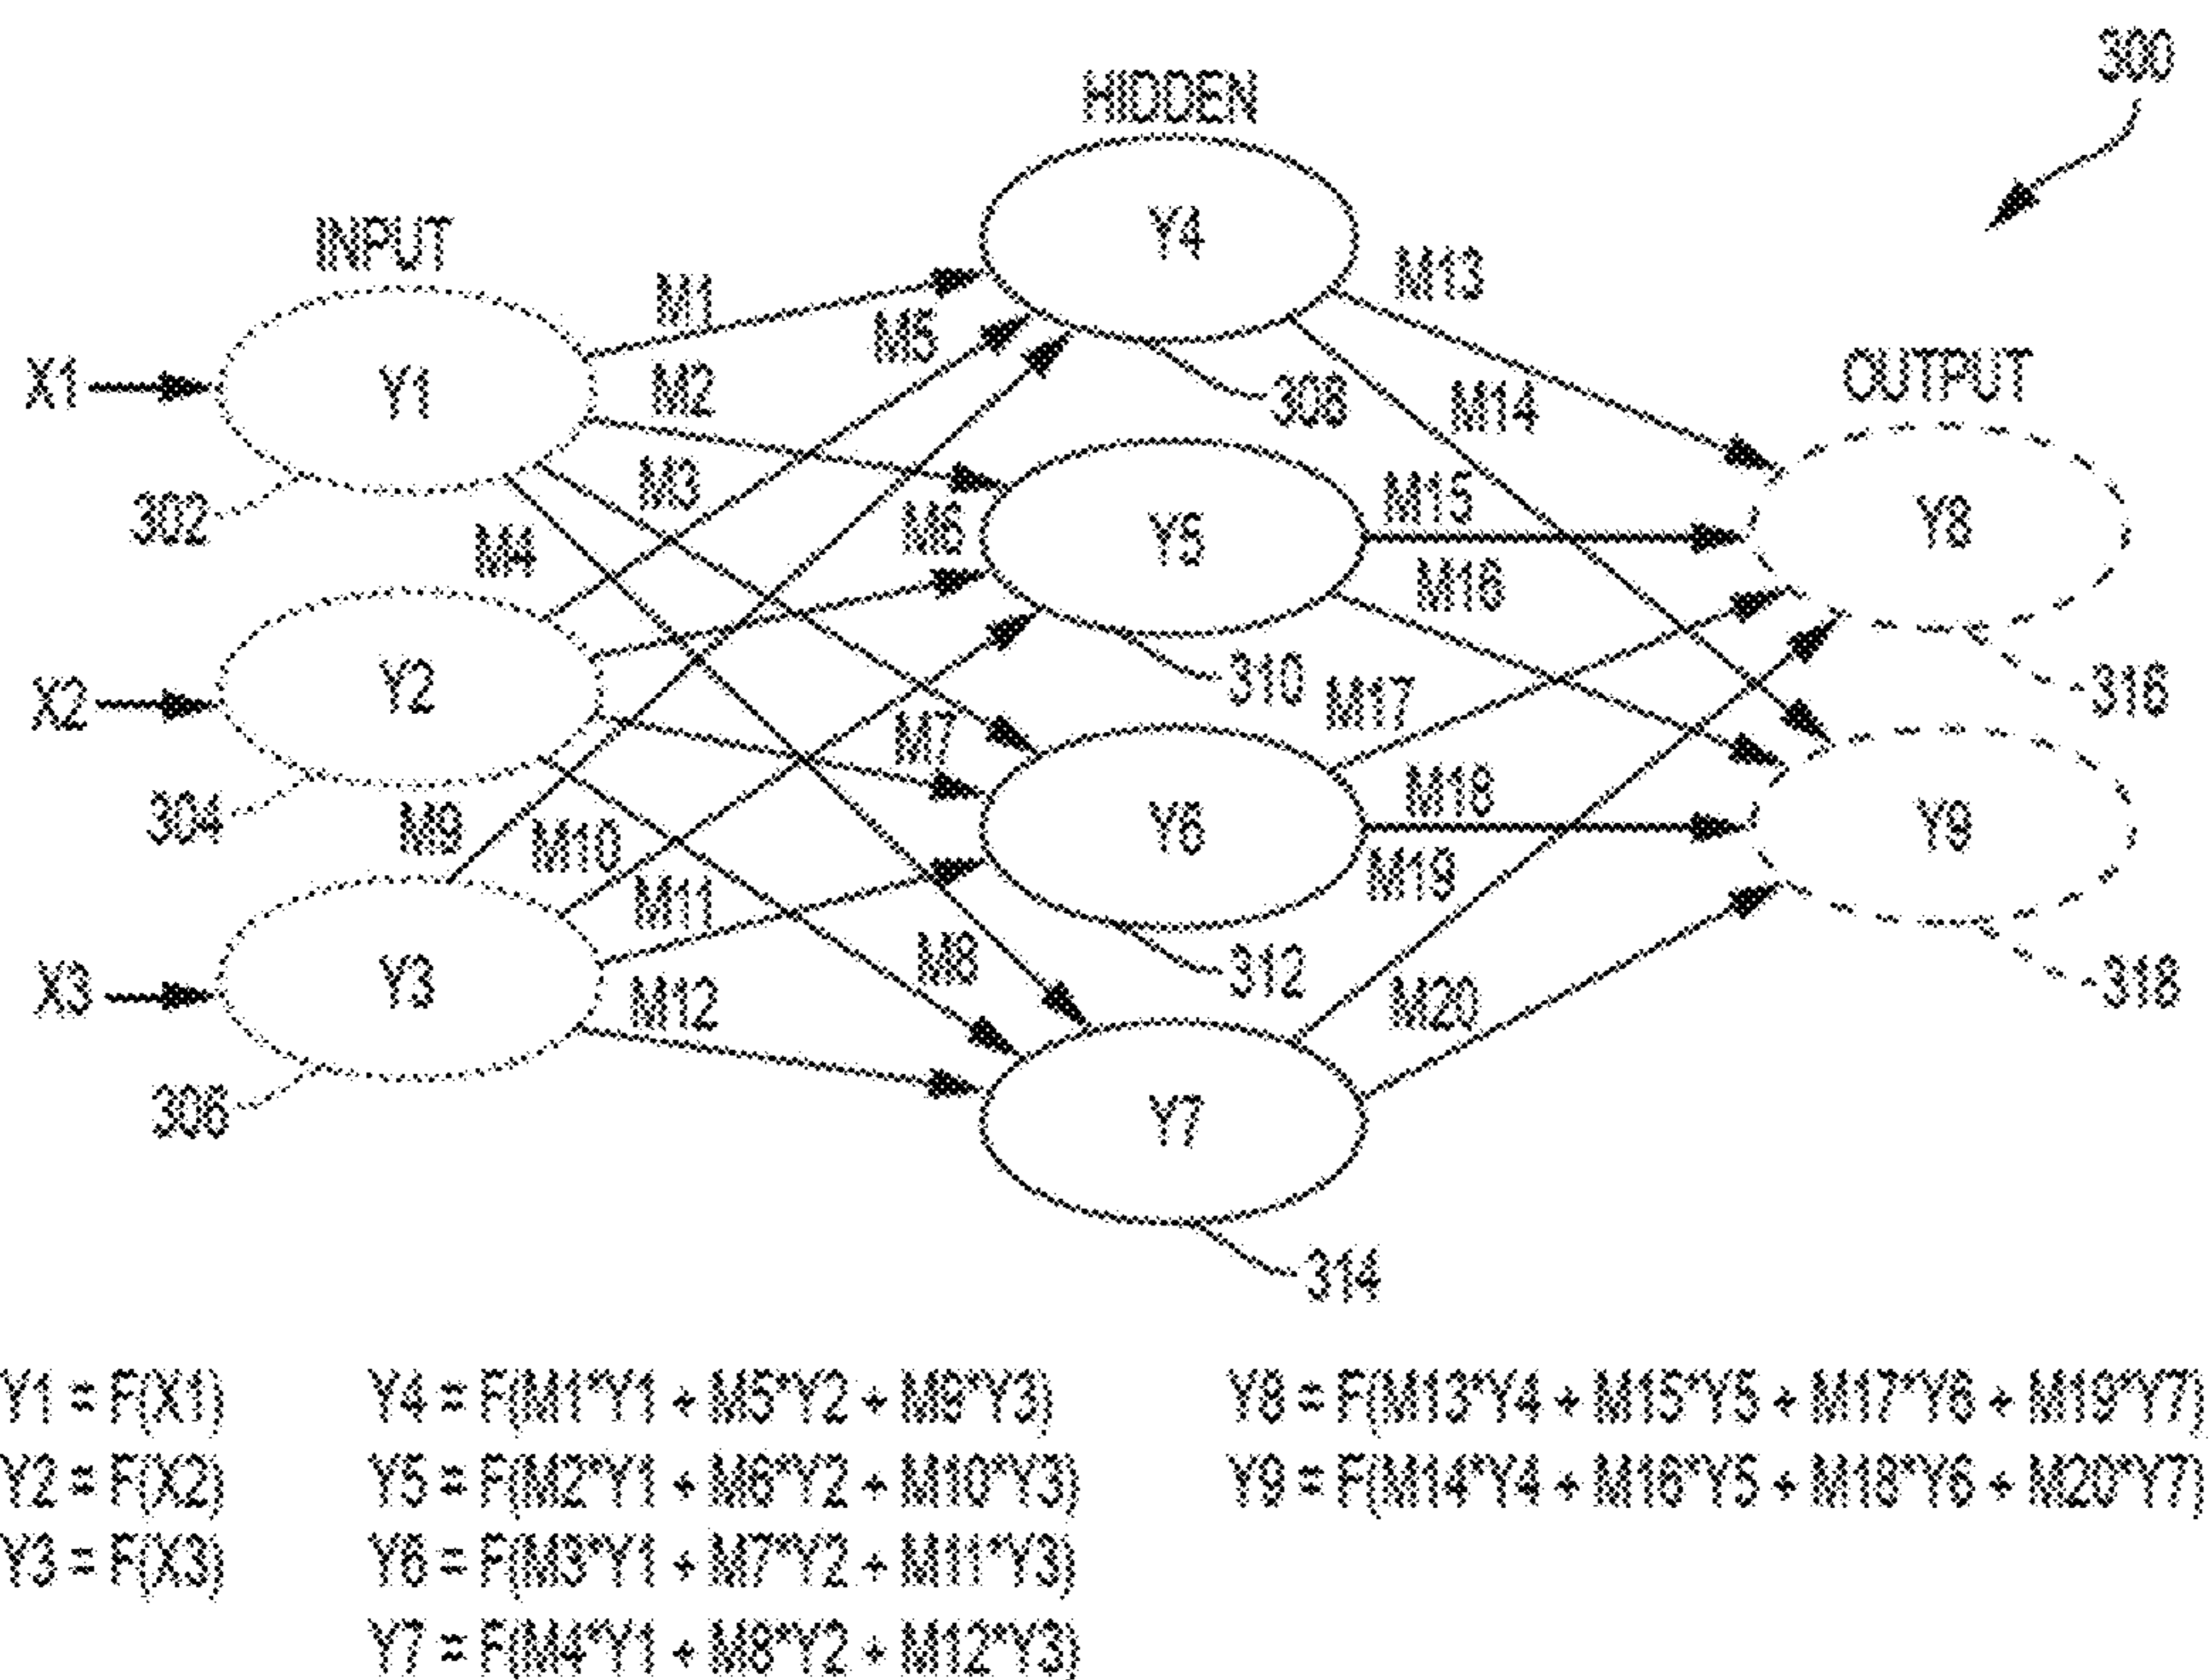 300
HIDDEN
Y4
INPUT
M1
M5
M13
X1
Y1
M2
308
M14
OUTPUT
302
M3
M4
M6
Y5
M15
M16
Y8
X2
Y2
310
M17
316
304
M9
M10
M7
Y6
M18
M19
Y9
M11
X3
Y3
M12
M8
312
M20
318
306
Y7
314
Y1 = F(X1) Y4 = F(M1*Y1 + M5*Y2 + M9*Y3) Y8 = F(M13*Y4 + M15*Y5 + M17*Y6 + M19*Y7)
Y2 = F(X2) Y5 = F(M2*Y1 + M6*Y2 + M10*Y3) Y9 = F(M14*Y4 + M16*Y5 + M18*Y6 + M20*Y7)
Y3 = F(X3) Y6 = F(M3*Y1 + M7*Y2 + M11*Y3)
Y7 = F(M4*Y1 + M8*Y2 + M12*Y3)